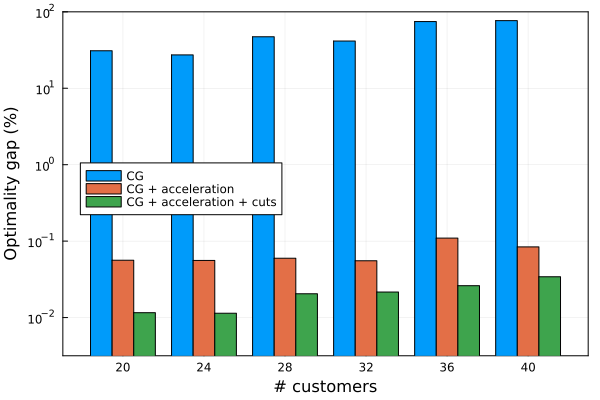 10²
10¹
10⁰
10⁻¹
10⁻²
Optimality gap (%)
CG
CG + acceleration
CG + acceleration + cuts
20 24 28 32 36 40
# customers